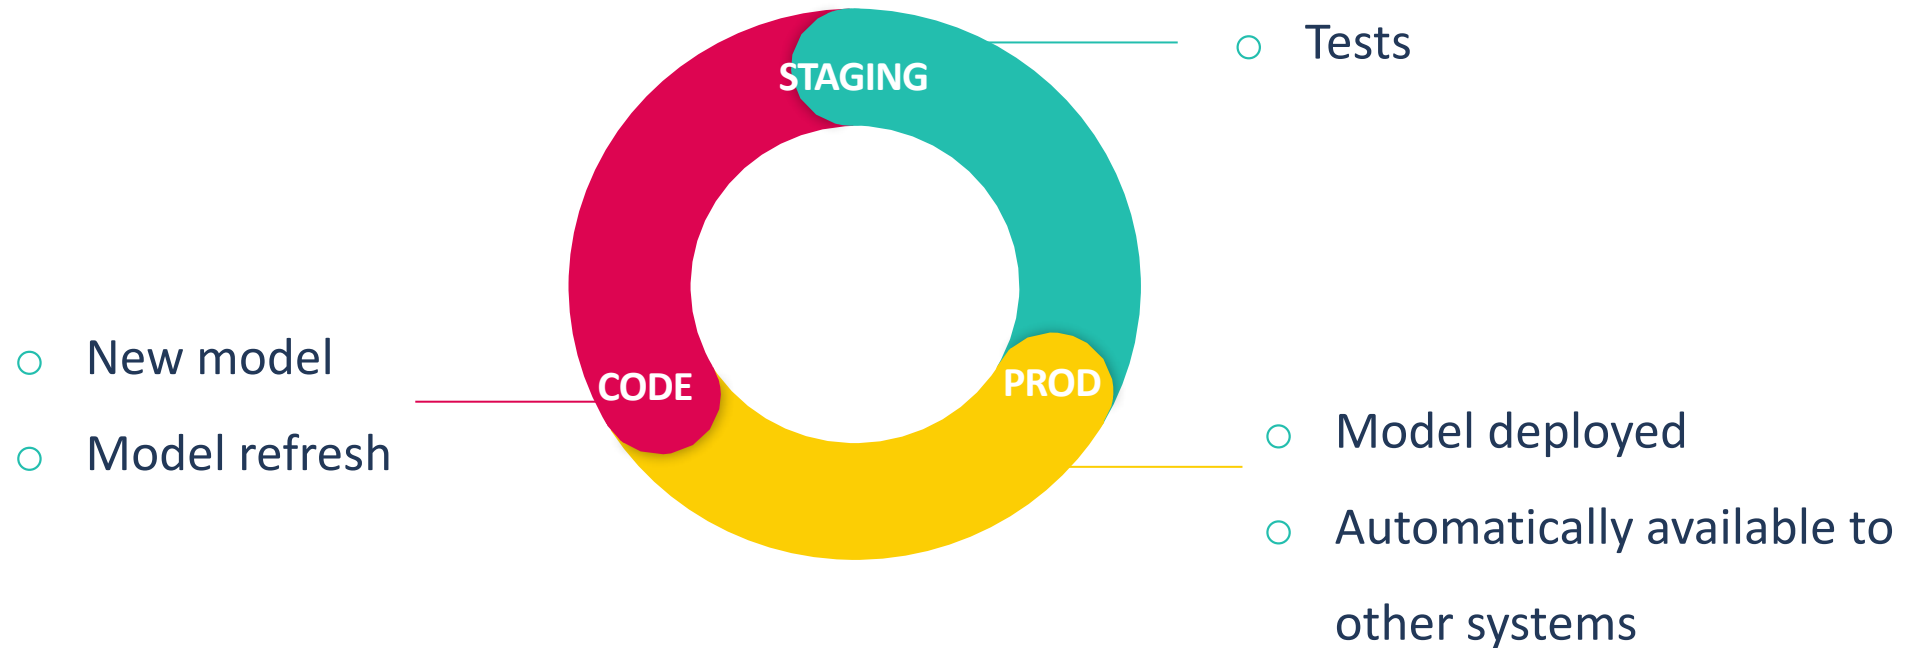 STAGING
Tests
New model
CODE
Model refresh
PROD
Model deployed
Automatically available to
other systems